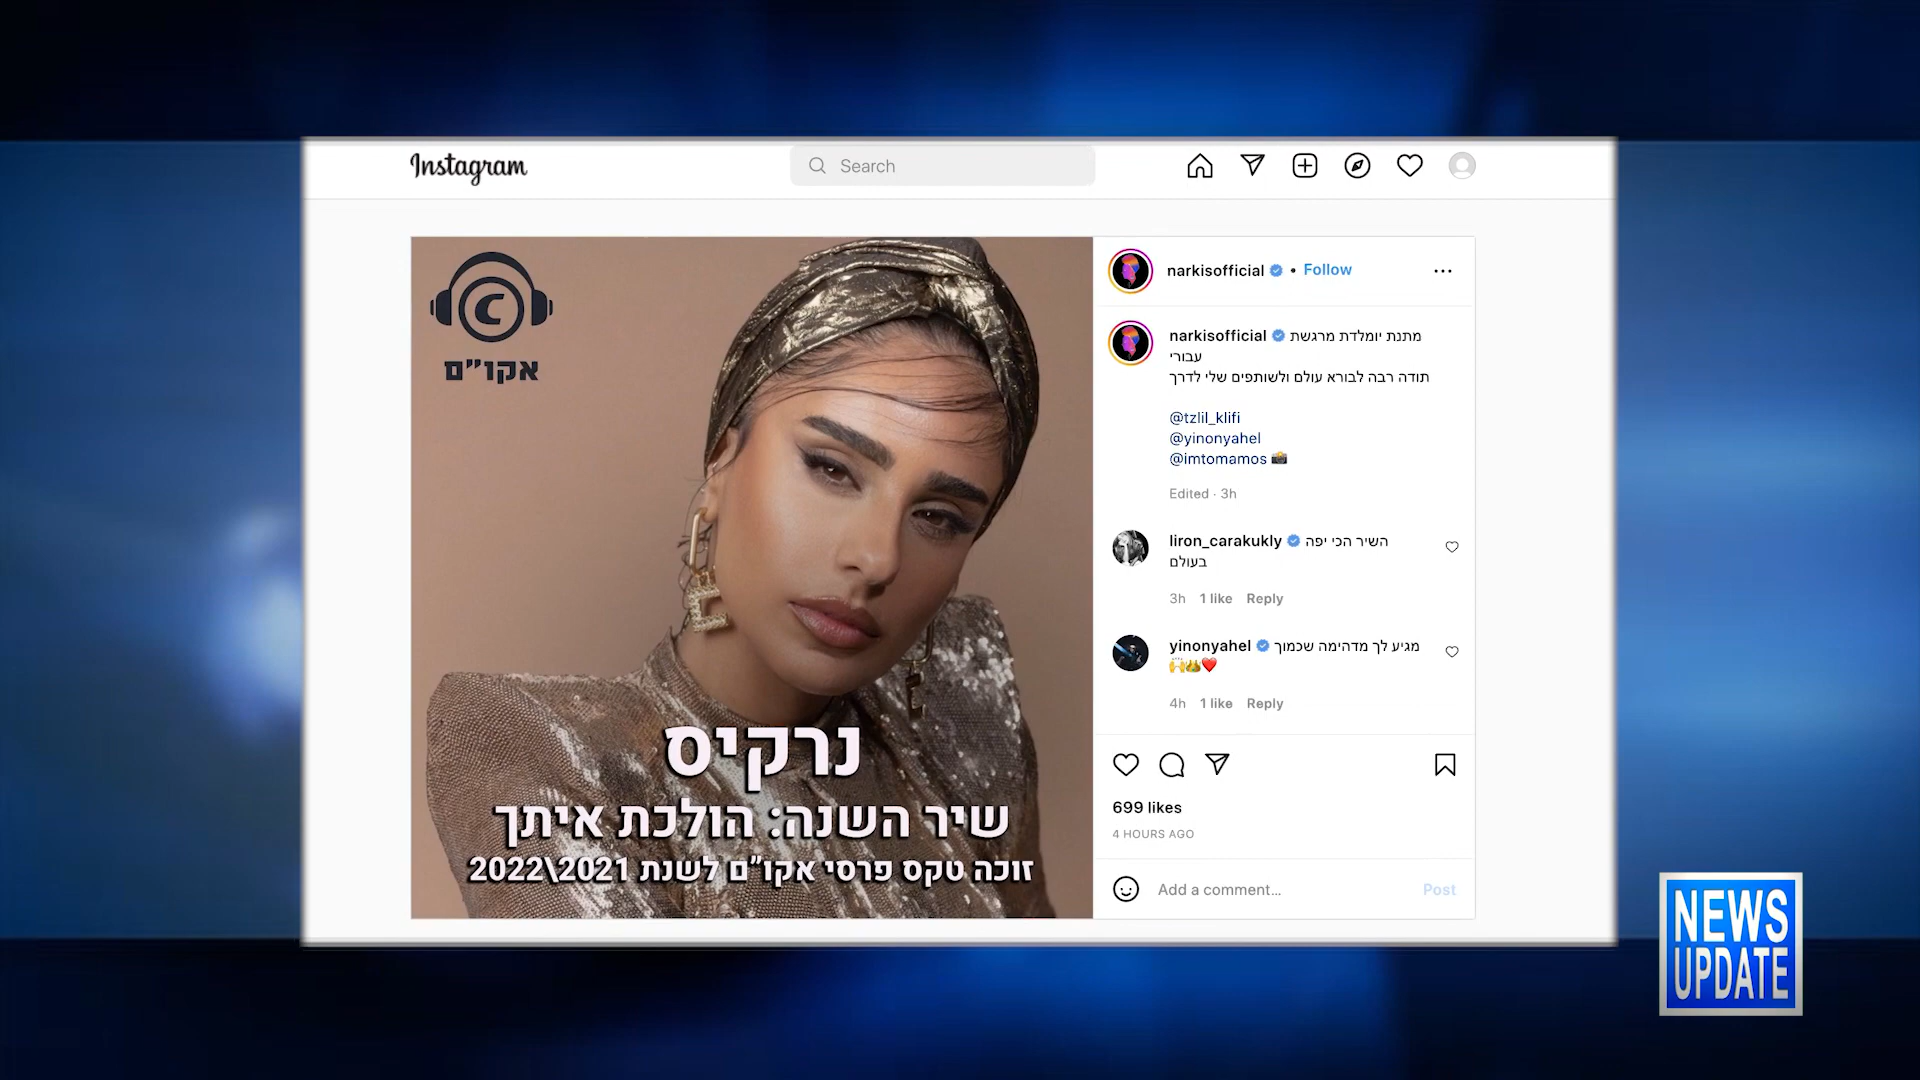 Instagram
Search
C
אקו"ם
נרקיס
שיר השנה: הולכת איתך
זוכה טקס פרסי אקו"ם לשנת 2021\2022
narkisofficial • Follow
narkisofficial מתנת יומלדת מרגשת
עבורי
תודה רבה לבורא עולם ולשותפים שלי לדרך
@tzlil_klifi
@yinonyahel
@imtomamos 📸
Edited · 3h
liron_carakukly השיר הכי יפה
בעולם
3h 1 like Reply
yinonyahel מגיע לך מדהימה שכמוך
🙌👑❤️
4h 1 like Reply
699 likes
4 HOURS AGO
Add a comment...
Post
NEWS
UPDATE